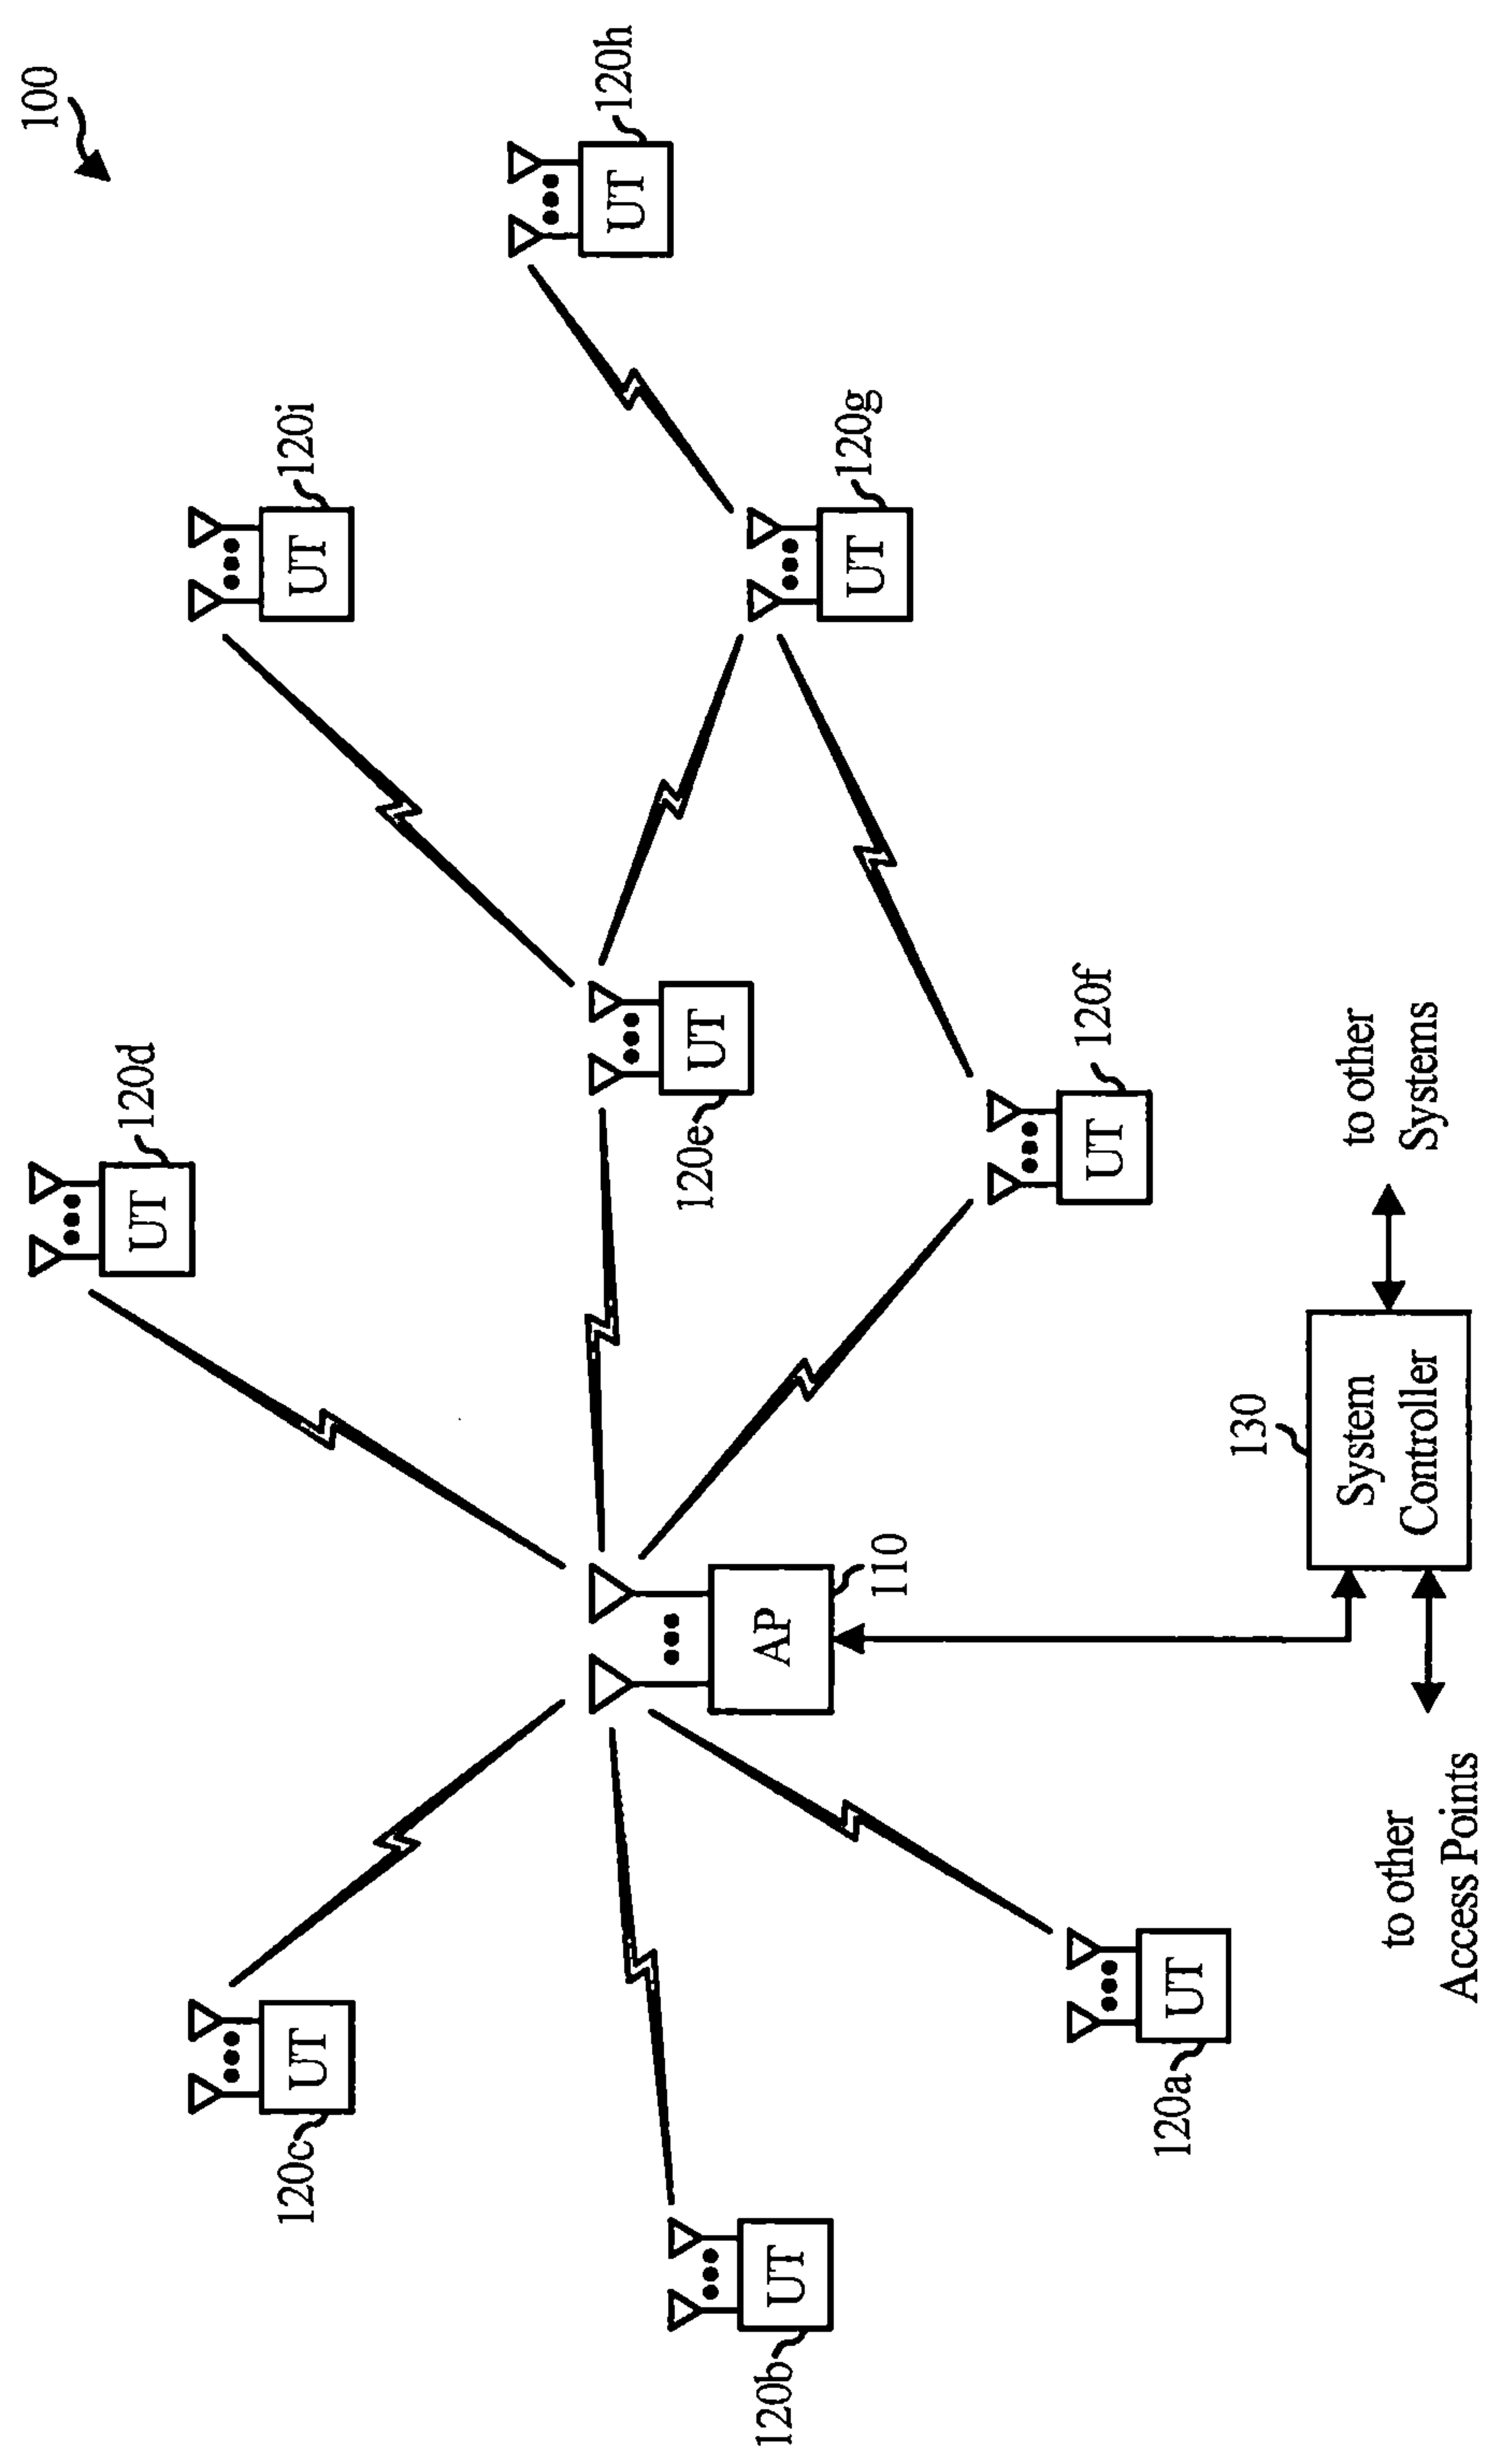 100
UT
120d
UT
120c
UT
120i
UT
120h
AP
110
UT
120e
UT
120b
UT
120g
UT
120a
UT
120f
130
System
Controller
to other
Access Points
to other
Systems